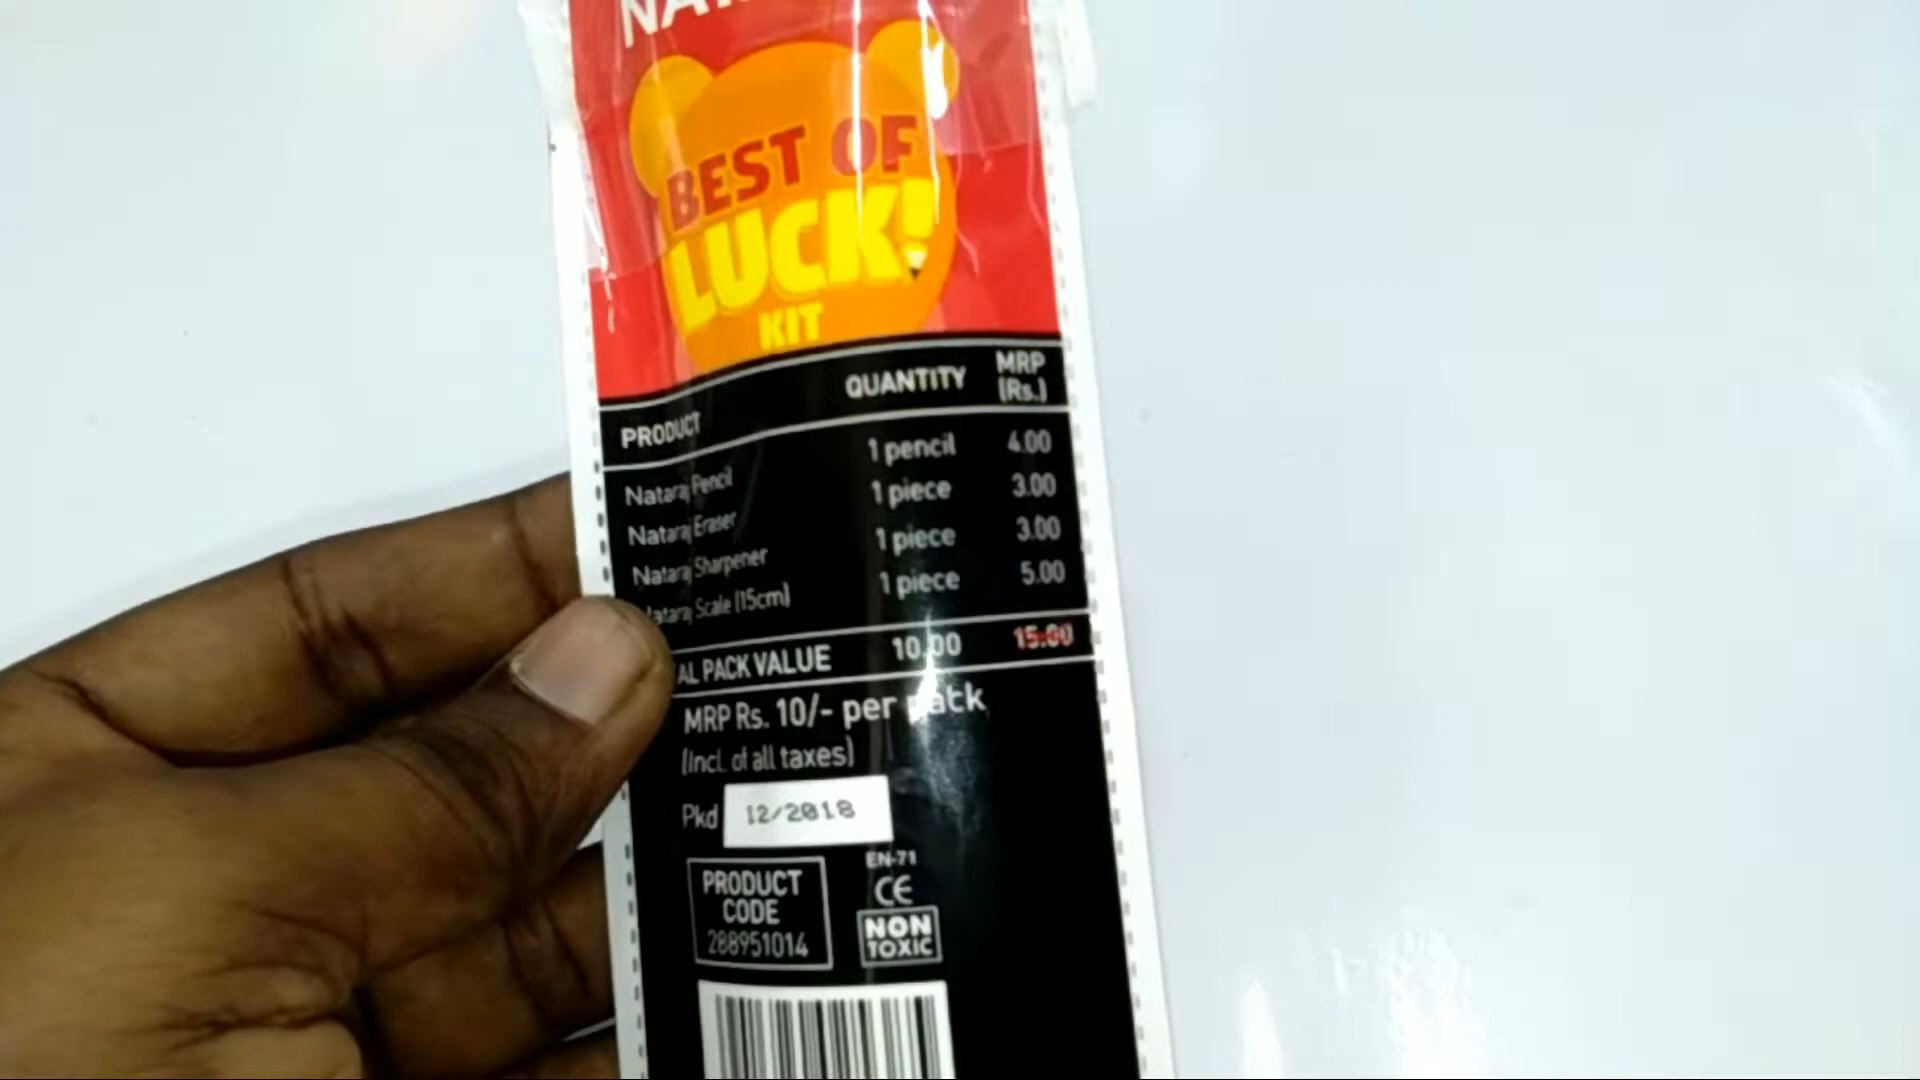 BEST OF
LUCK!
KIT
PRODUCT QUANTITY MRP (Rs.)
Nataraj Pencil 1 pencil 4.00
Nataraj Eraser 1 piece 3.00
Nataraj Sharpener 1 piece 3.00
Nataraj Scale (15cm) 1 piece 5.00
AL PACK VALUE 10.00 15.00
MRP Rs. 10/- per pack
(Incl. of all taxes)
Pkd 12/2018
EN-71
CE
PRODUCT
CODE
288951014
NON
TOXIC